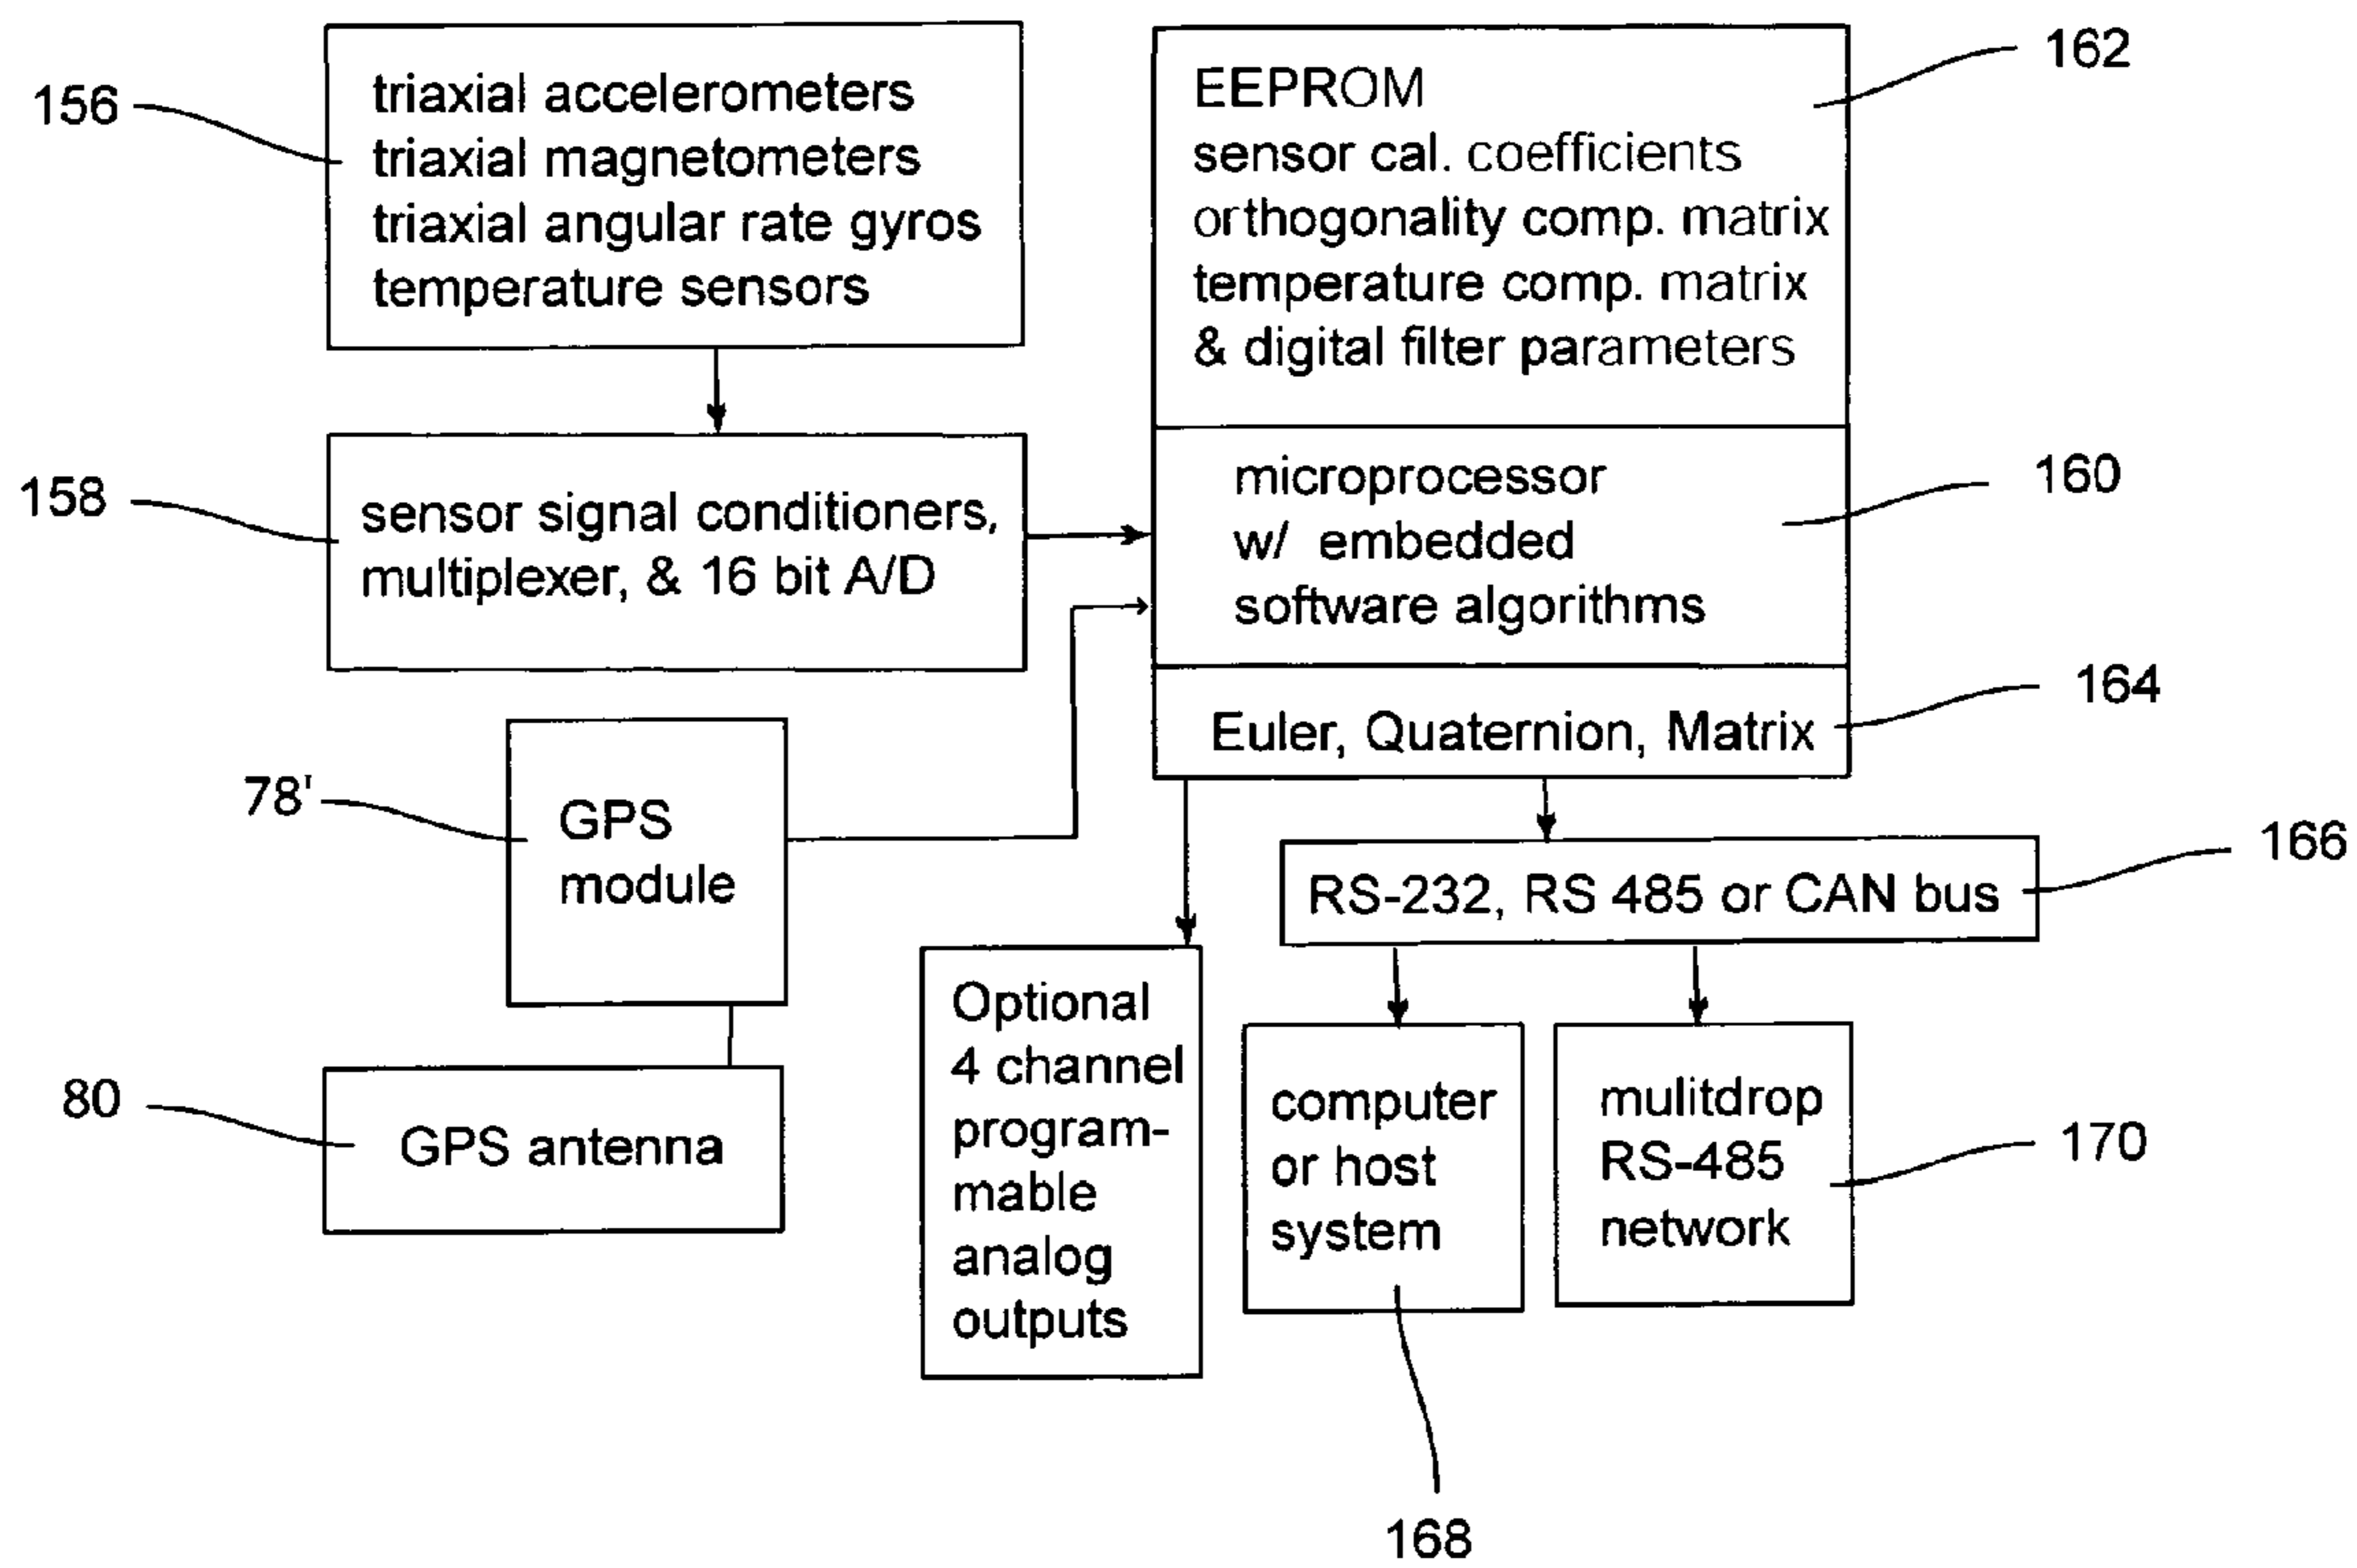 156
triaxial accelerometers
triaxial magnetometers
triaxial angular rate gyros
temperature sensors
162
EEPROM
sensor cal. coefficients
orthogonality comp. matrix
temperature comp. matrix
& digital filter parameters
158
sensor signal conditioners,
multiplexer, & 16 bit A/D
160
microprocessor
w/ embedded
software algorithms
164
Euler, Quaternion, Matrix
78'
GPS
module
166
RS-232, RS 485 or CAN bus
80
GPS antenna
Optional
4 channel
program-
mable
analog
outputs
computer
or host
system
168
mulitdrop
RS-485
network
170